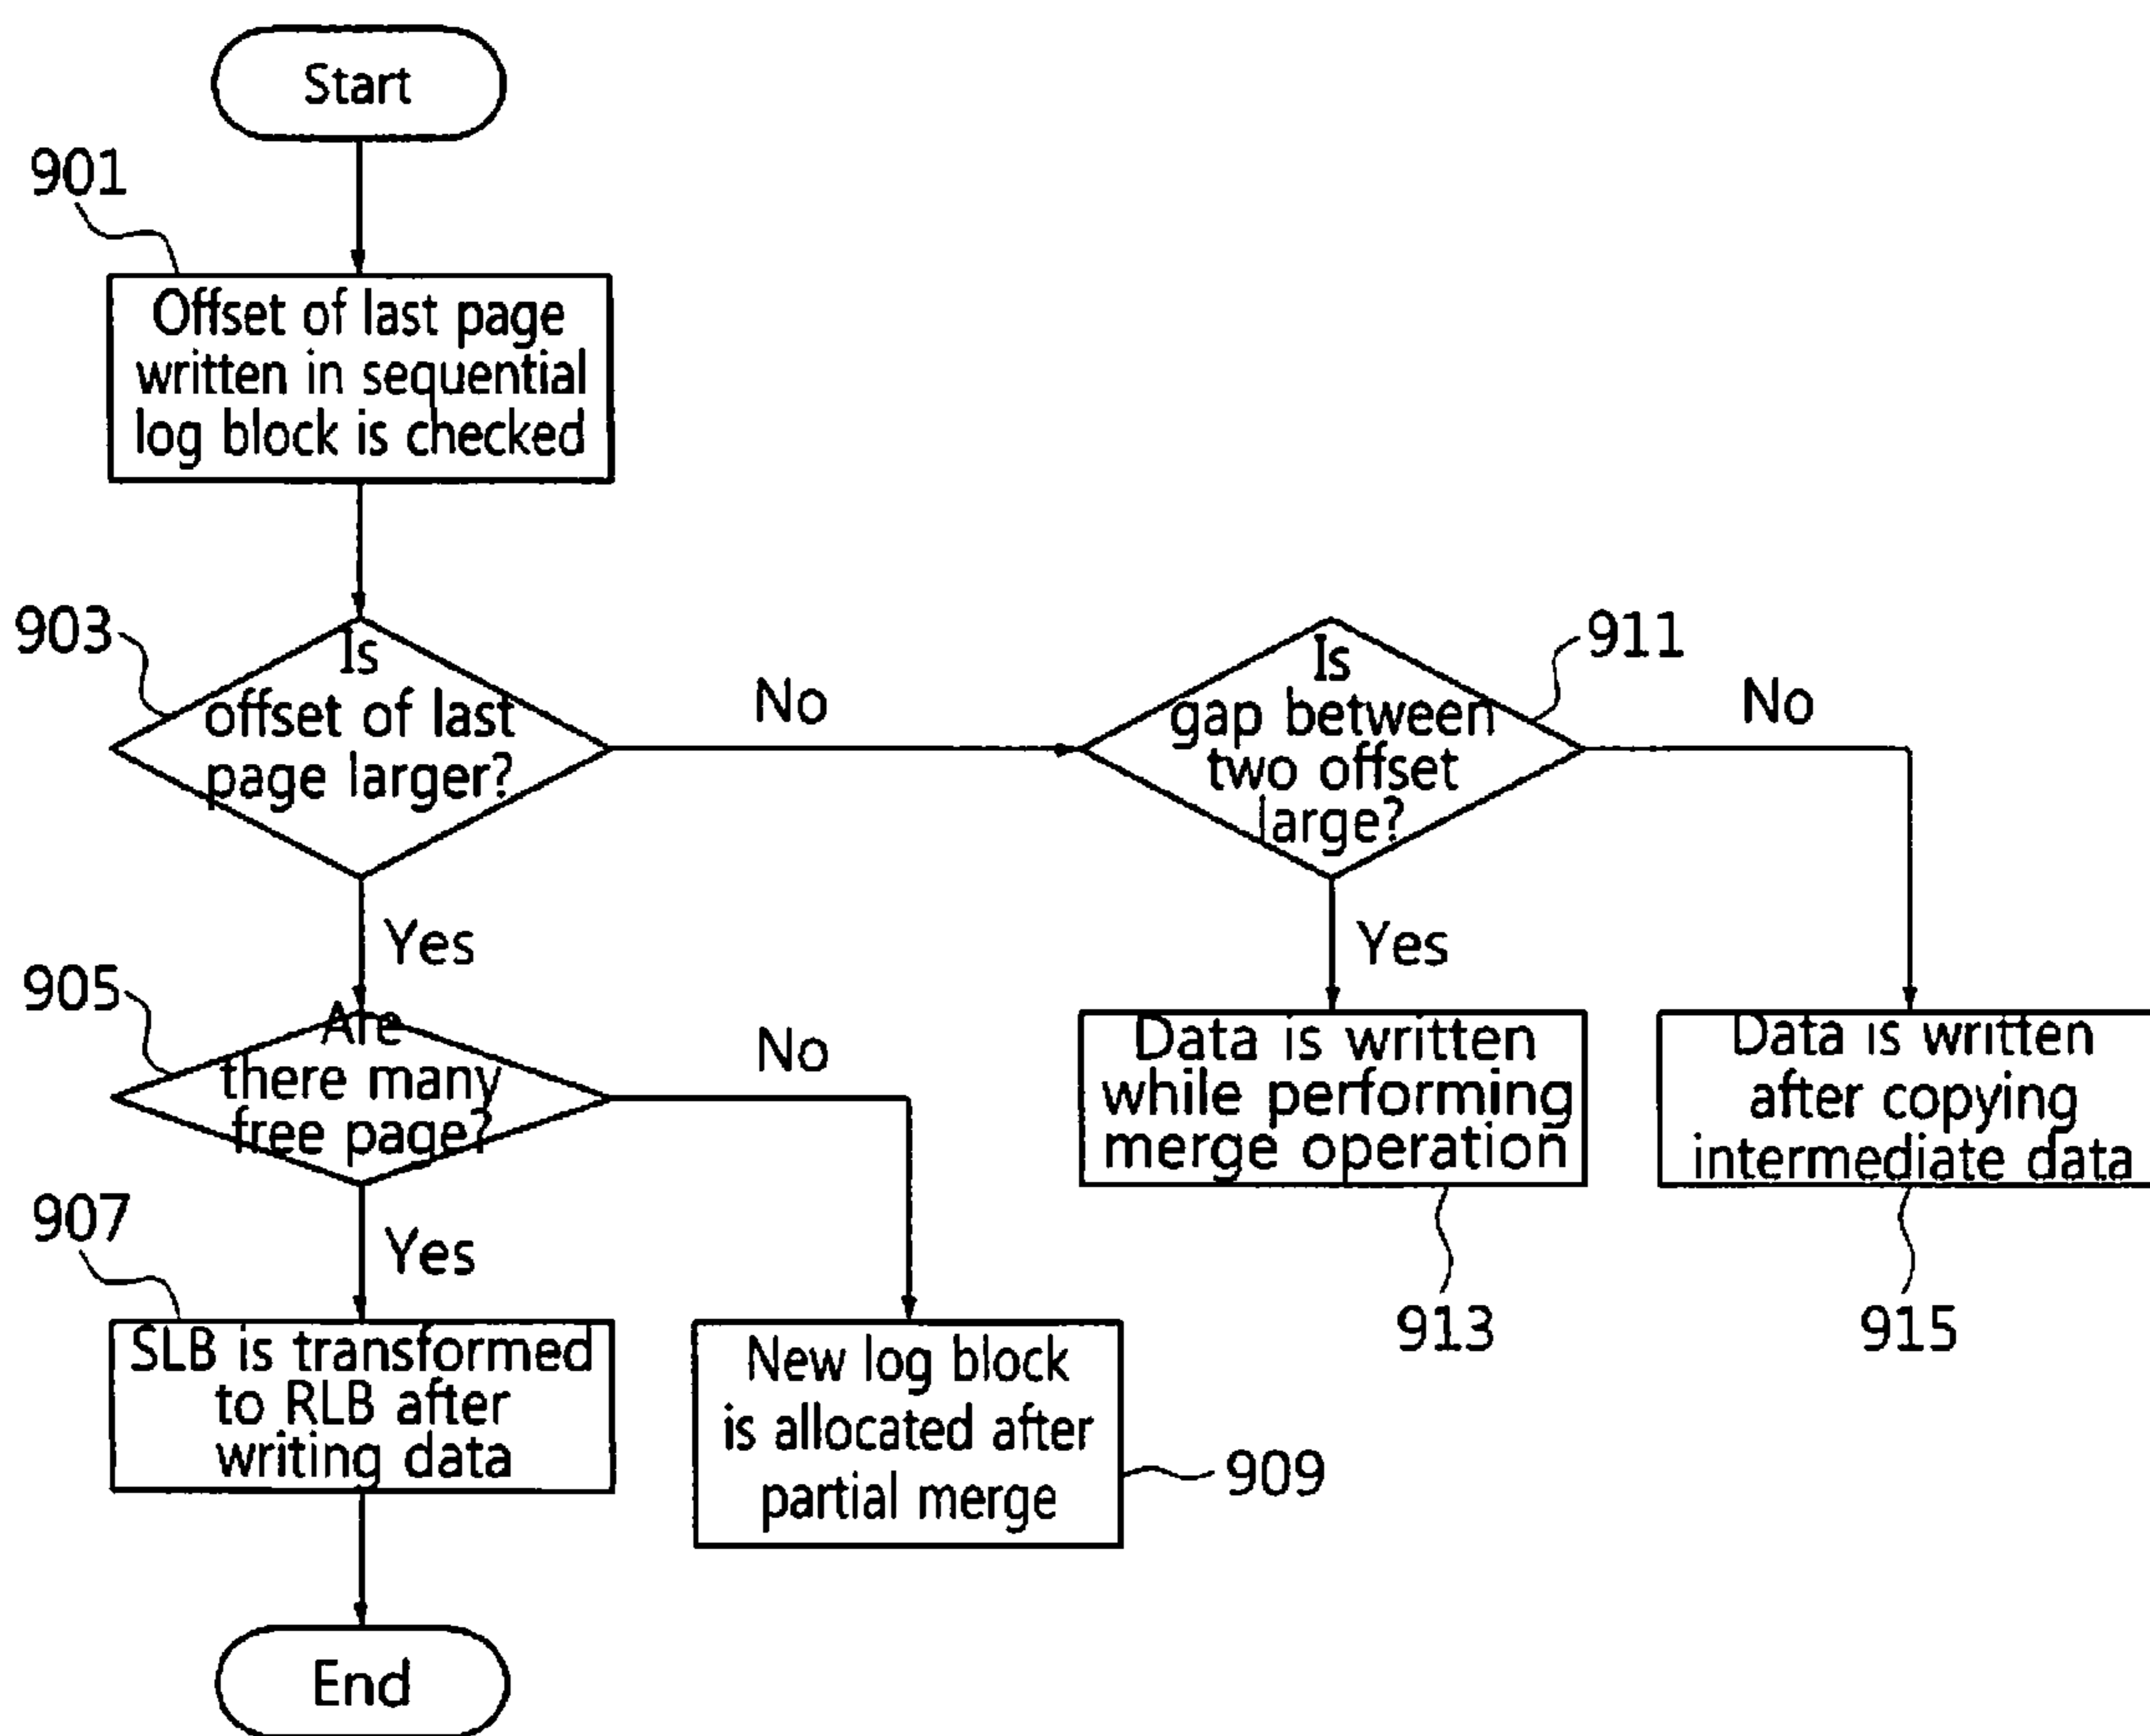 Start
901
Offset of last page
written in sequential
log block is checked
903
Is
offset of last
page larger?
No
911
Is
gap between
two offset
large?
No
Yes
Yes
905
Are
there many
free page?
No
Data is written
while performing
merge operation
Data is written
after copying
intermediate data
907
Yes
913
915
SLB is transformed
to RLB after
writing data
New log block
is allocated after
partial merge
909
End